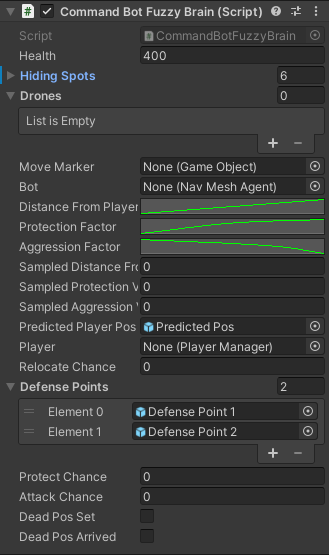 Command Bot Fuzzy Brain (Script)
Script CommandBotFuzzyBrain
Health 400
Hiding Spots 6
Drones 0
List is Empty
+ −
Move Marker None (Game Object)
Bot None (Nav Mesh Agent)
Distance From Player
Protection Factor
Aggression Factor
Sampled Distance Fro 0
Sampled Protection V 0
Sampled Aggression V 0
Predicted Player Pos Predicted Pos
Player None (Player Manager)
Relocate Chance 0
Defense Points 2
Element 0 Defense Point 1
Element 1 Defense Point 2
+ −
Protect Chance 0
Attack Chance 0
Dead Pos Set
Dead Pos Arrived